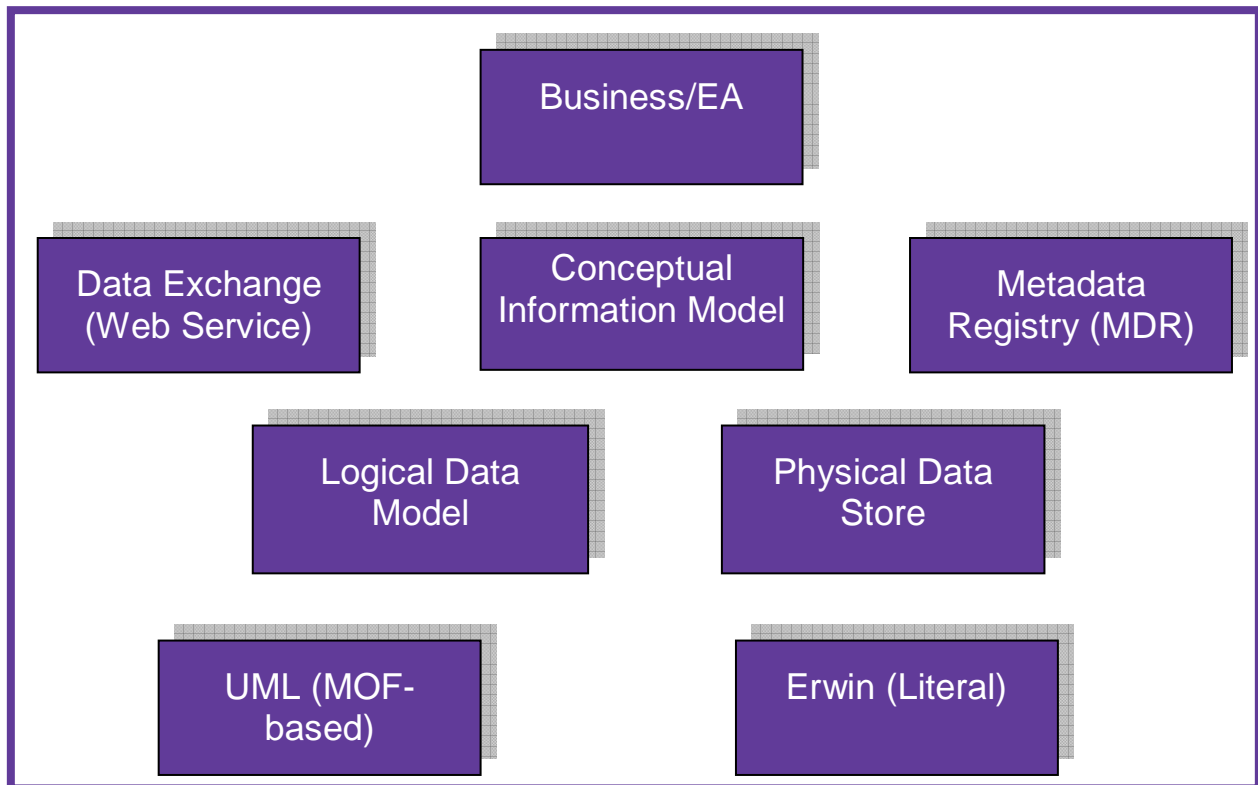 Business/EA
Data Exchange
(Web Service)
Conceptual
Information Model
Metadata
Registry (MDR)
Logical Data
Model
Physical Data
Store
UML (MOF-
based)
Erwin (Literal)